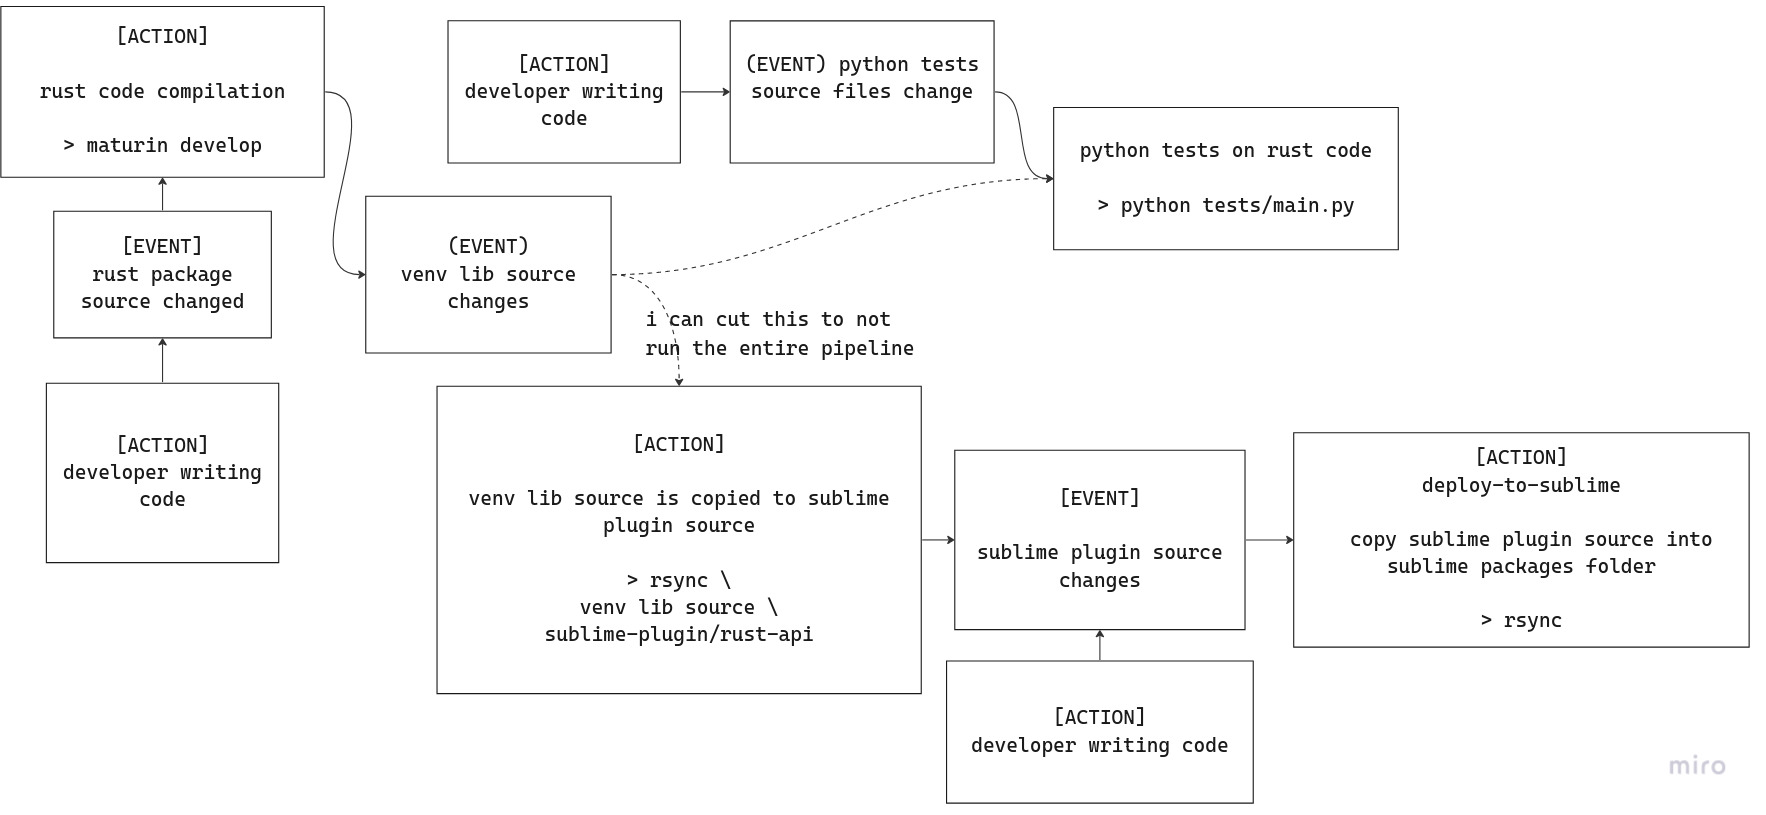 [ACTION]
rust code compilation
> maturin develop
[EVENT]
rust package
source changed
[ACTION]
developer writing
code
[ACTION]
developer writing
code
(EVENT) python tests
source files change
python tests on rust code
> python tests/main.py
(EVENT)
venv lib source
changes
i can cut this to not
run the entire pipeline
[ACTION]
venv lib source is copied to sublime
plugin source
> rsync \
venv lib source \
sublime-plugin/rust-api
[EVENT]
sublime plugin source
changes
[ACTION]
developer writing code
[ACTION]
deploy-to-sublime
copy sublime plugin source into
sublime packages folder
> rsync
miro